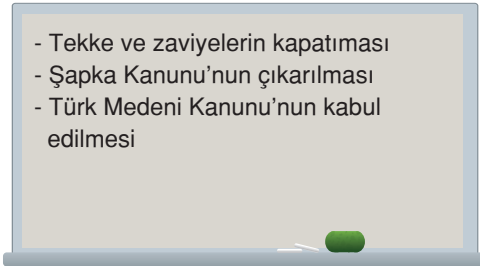 - Tekke ve zaviyelerin kapatıması
- Şapka Kanunu’nun çıkarılması
- Türk Medeni Kanunu’nun kabul
edilmesi